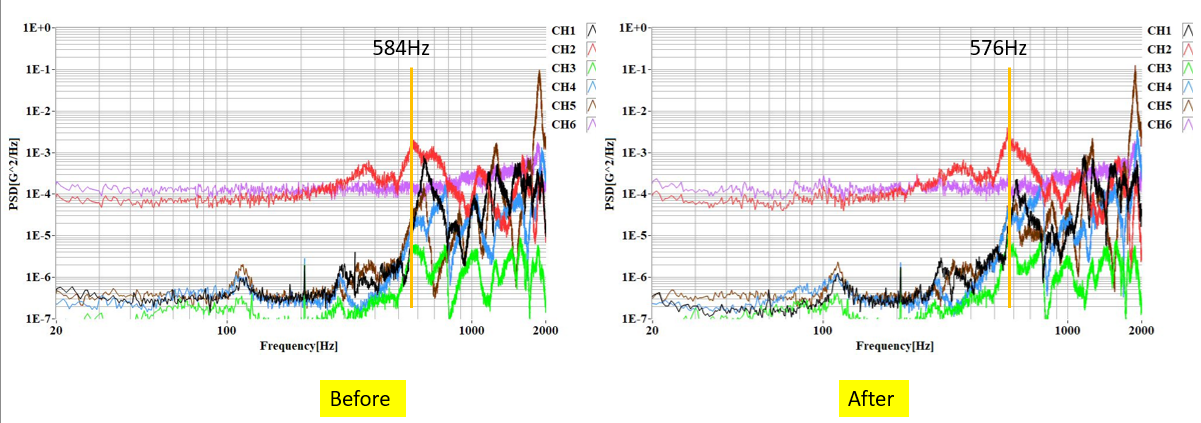 1E+0
1E-1
1E-2
1E-3
1E-4
1E-5
1E-6
1E-7
PSD[G^2/Hz]
584Hz
CH1
CH2
CH3
CH4
CH5
CH6
20
100
1000
2000
Frequency[Hz]
Before
1E+0
1E-1
1E-2
1E-3
1E-4
1E-5
1E-6
1E-7
PSD[G^2/Hz]
576Hz
CH1
CH2
CH3
CH4
CH5
CH6
20
100
1000
2000
Frequency[Hz]
After